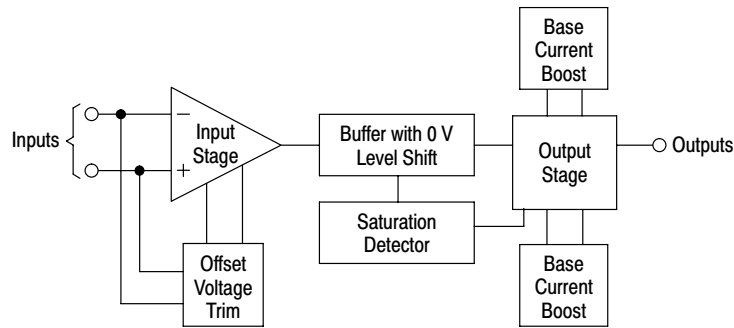 Base
Current
Boost
Inputs
−
+
Input
Stage
Buffer with 0 V
Level Shift
Output
Stage
Outputs
Saturation
Detector
Offset
Voltage
Trim
Base
Current
Boost